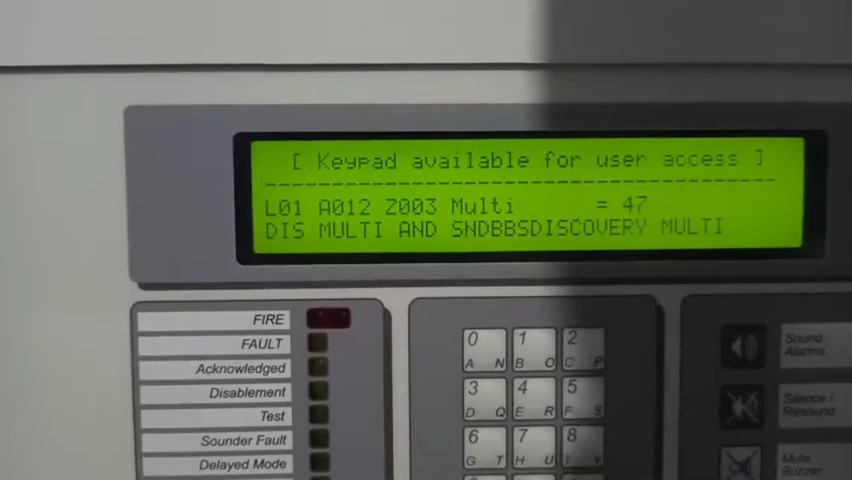 [ Keypad available for user access ]
--------------------------------------
L01 A012 Z003 Multi = 47
DIS MULTI AND SNDBBSDISCOVERY MULTI
FIRE
FAULT
Acknowledged
Disablement
Test
Sounder Fault
Delayed Mode
0 1 2
A N B O C P
3 4 5
D Q E R F S
6 7 8
G T H U I V
Sound
Alarms
Silence /
Resound
Mute
Buzzer